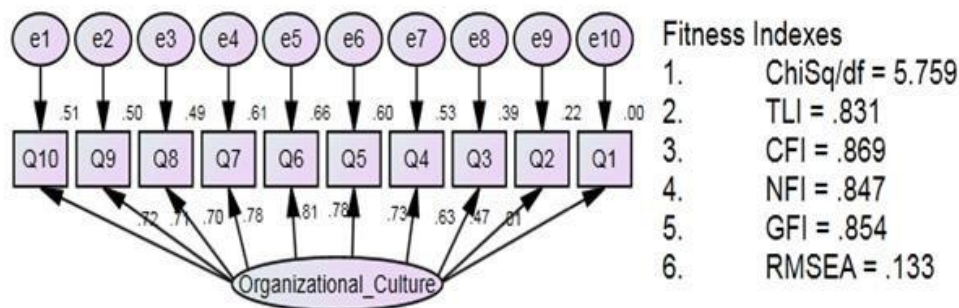 e1 e2 e3 e4 e5 e6 e7 e8 e9 e10
.51 .50 .49 .61 .66 .60 .53 .39 .22 .00
Q10 Q9 Q8 Q7 Q6 Q5 Q4 Q3 Q2 Q1
.72 .71 .70 .78 .81 .78 .73 .63 .47
Organizational_Culture
Fitness Indexes
1. ChiSq/df = 5.759
2. TLI = .831
3. CFI = .869
4. NFI = .847
5. GFI = .854
6. RMSEA = .133